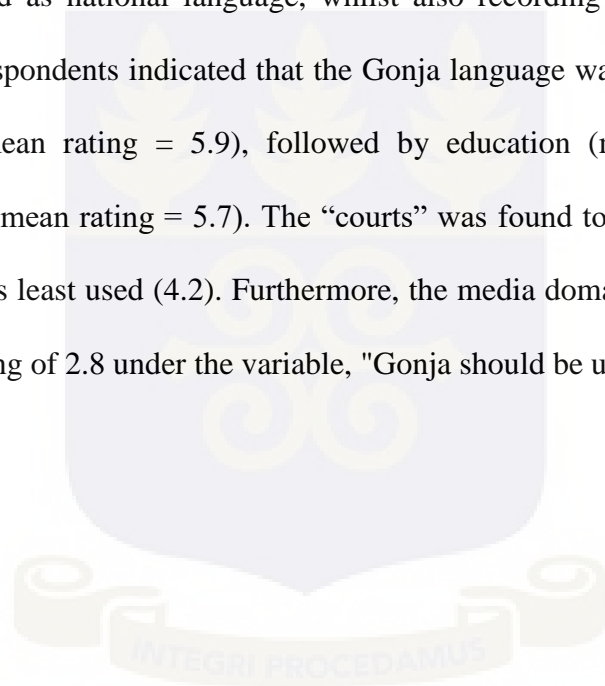 d as national language, whilst also recording
spondents indicated that the Gonja language wa
ean rating = 5.9), followed by education (
mean rating = 5.7). The “courts” was found to
s least used (4.2). Furthermore, the media doma
ng of 2.8 under the variable, "Gonja should be u
INTEGRI PROCEDAMUS